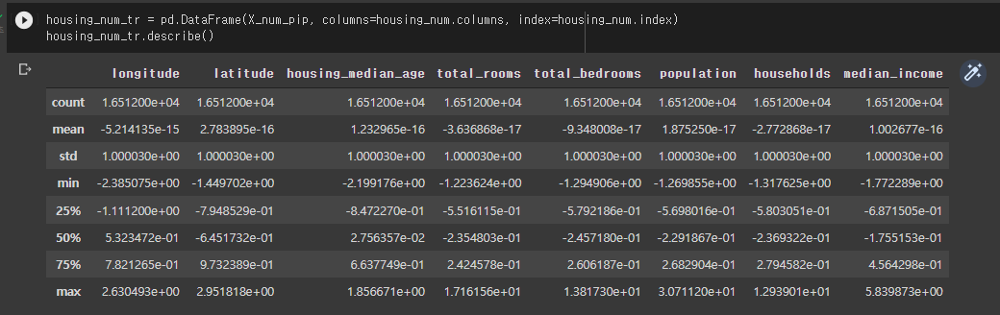 housing_num_tr = pd.DataFrame(X_num_pip, columns=housing_num.columns, index=housing_num.index)
housing_num_tr.describe()
longitude latitude housing_median_age total_rooms total_bedrooms population households median_income
count 1.651200e+04 1.651200e+04 1.651200e+04 1.651200e+04 1.651200e+04 1.651200e+04 1.651200e+04 1.651200e+04
mean -5.214135e-15 2.783895e-16 1.232965e-16 -3.636868e-17 -9.348008e-17 1.875250e-17 -2.772868e-17 1.002677e-16
std 1.000030e+00 1.000030e+00 1.000030e+00 1.000030e+00 1.000030e+00 1.000030e+00 1.000030e+00 1.000030e+00
min -2.385075e+00 -1.449702e+00 -2.199176e+00 -1.223624e+00 -1.294906e+00 -1.269855e+00 -1.317625e+00 -1.772289e+00
25% -1.111200e+00 -7.948529e-01 -8.472270e-01 -5.516115e-01 -5.792186e-01 -5.698016e-01 -5.803051e-01 -6.871505e-01
50% 5.323472e-01 -6.451732e-01 2.756357e-02 -2.354803e-01 -2.457180e-01 -2.291867e-01 -2.369322e-01 -1.755153e-01
75% 7.821265e-01 9.732389e-01 6.637749e-01 2.424578e-01 2.606187e-01 2.682904e-01 2.794582e-01 4.564298e-01
max 2.630493e+00 2.951818e+00 1.856671e+00 1.716156e+01 1.381730e+01 3.071120e+01 1.293901e+01 5.839873e+00